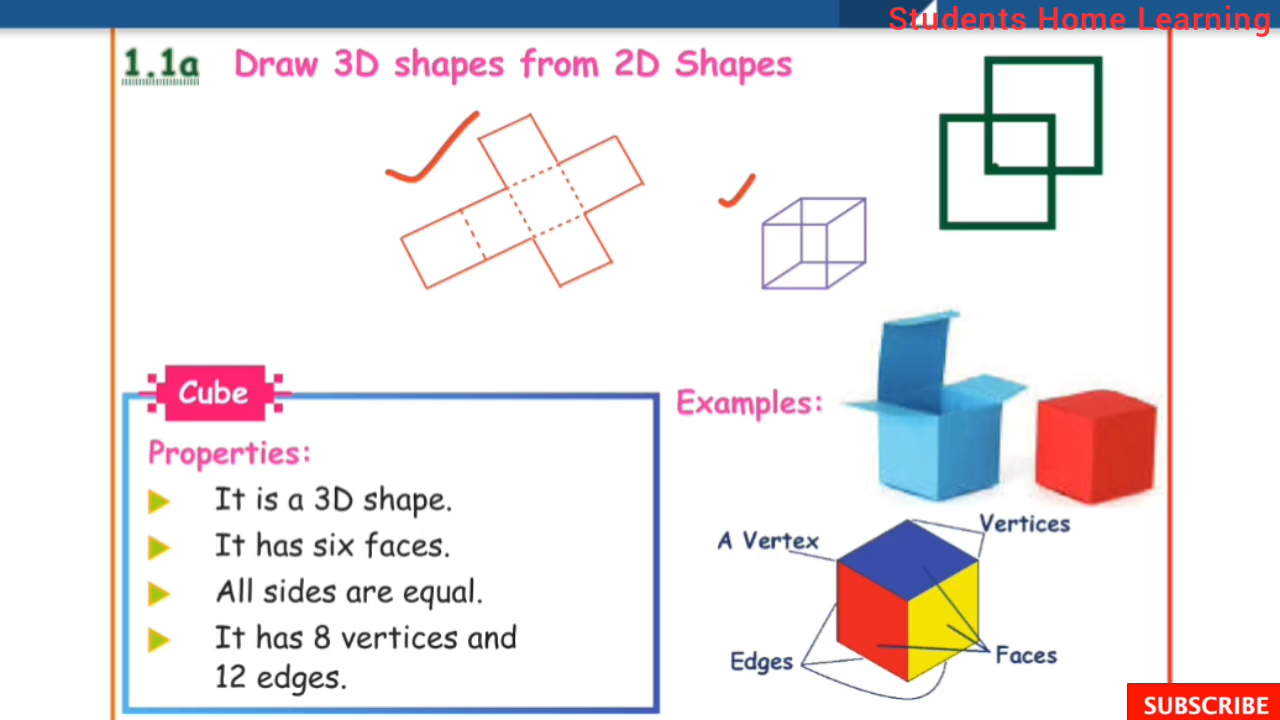 Students Home Learning
1.1a Draw 3D shapes from 2D Shapes
Cube
Properties:
It is a 3D shape.
It has six faces.
All sides are equal.
It has 8 vertices and
12 edges.
Examples:
A Vertex
Vertices
Edges
Faces
SUBSCRIBE